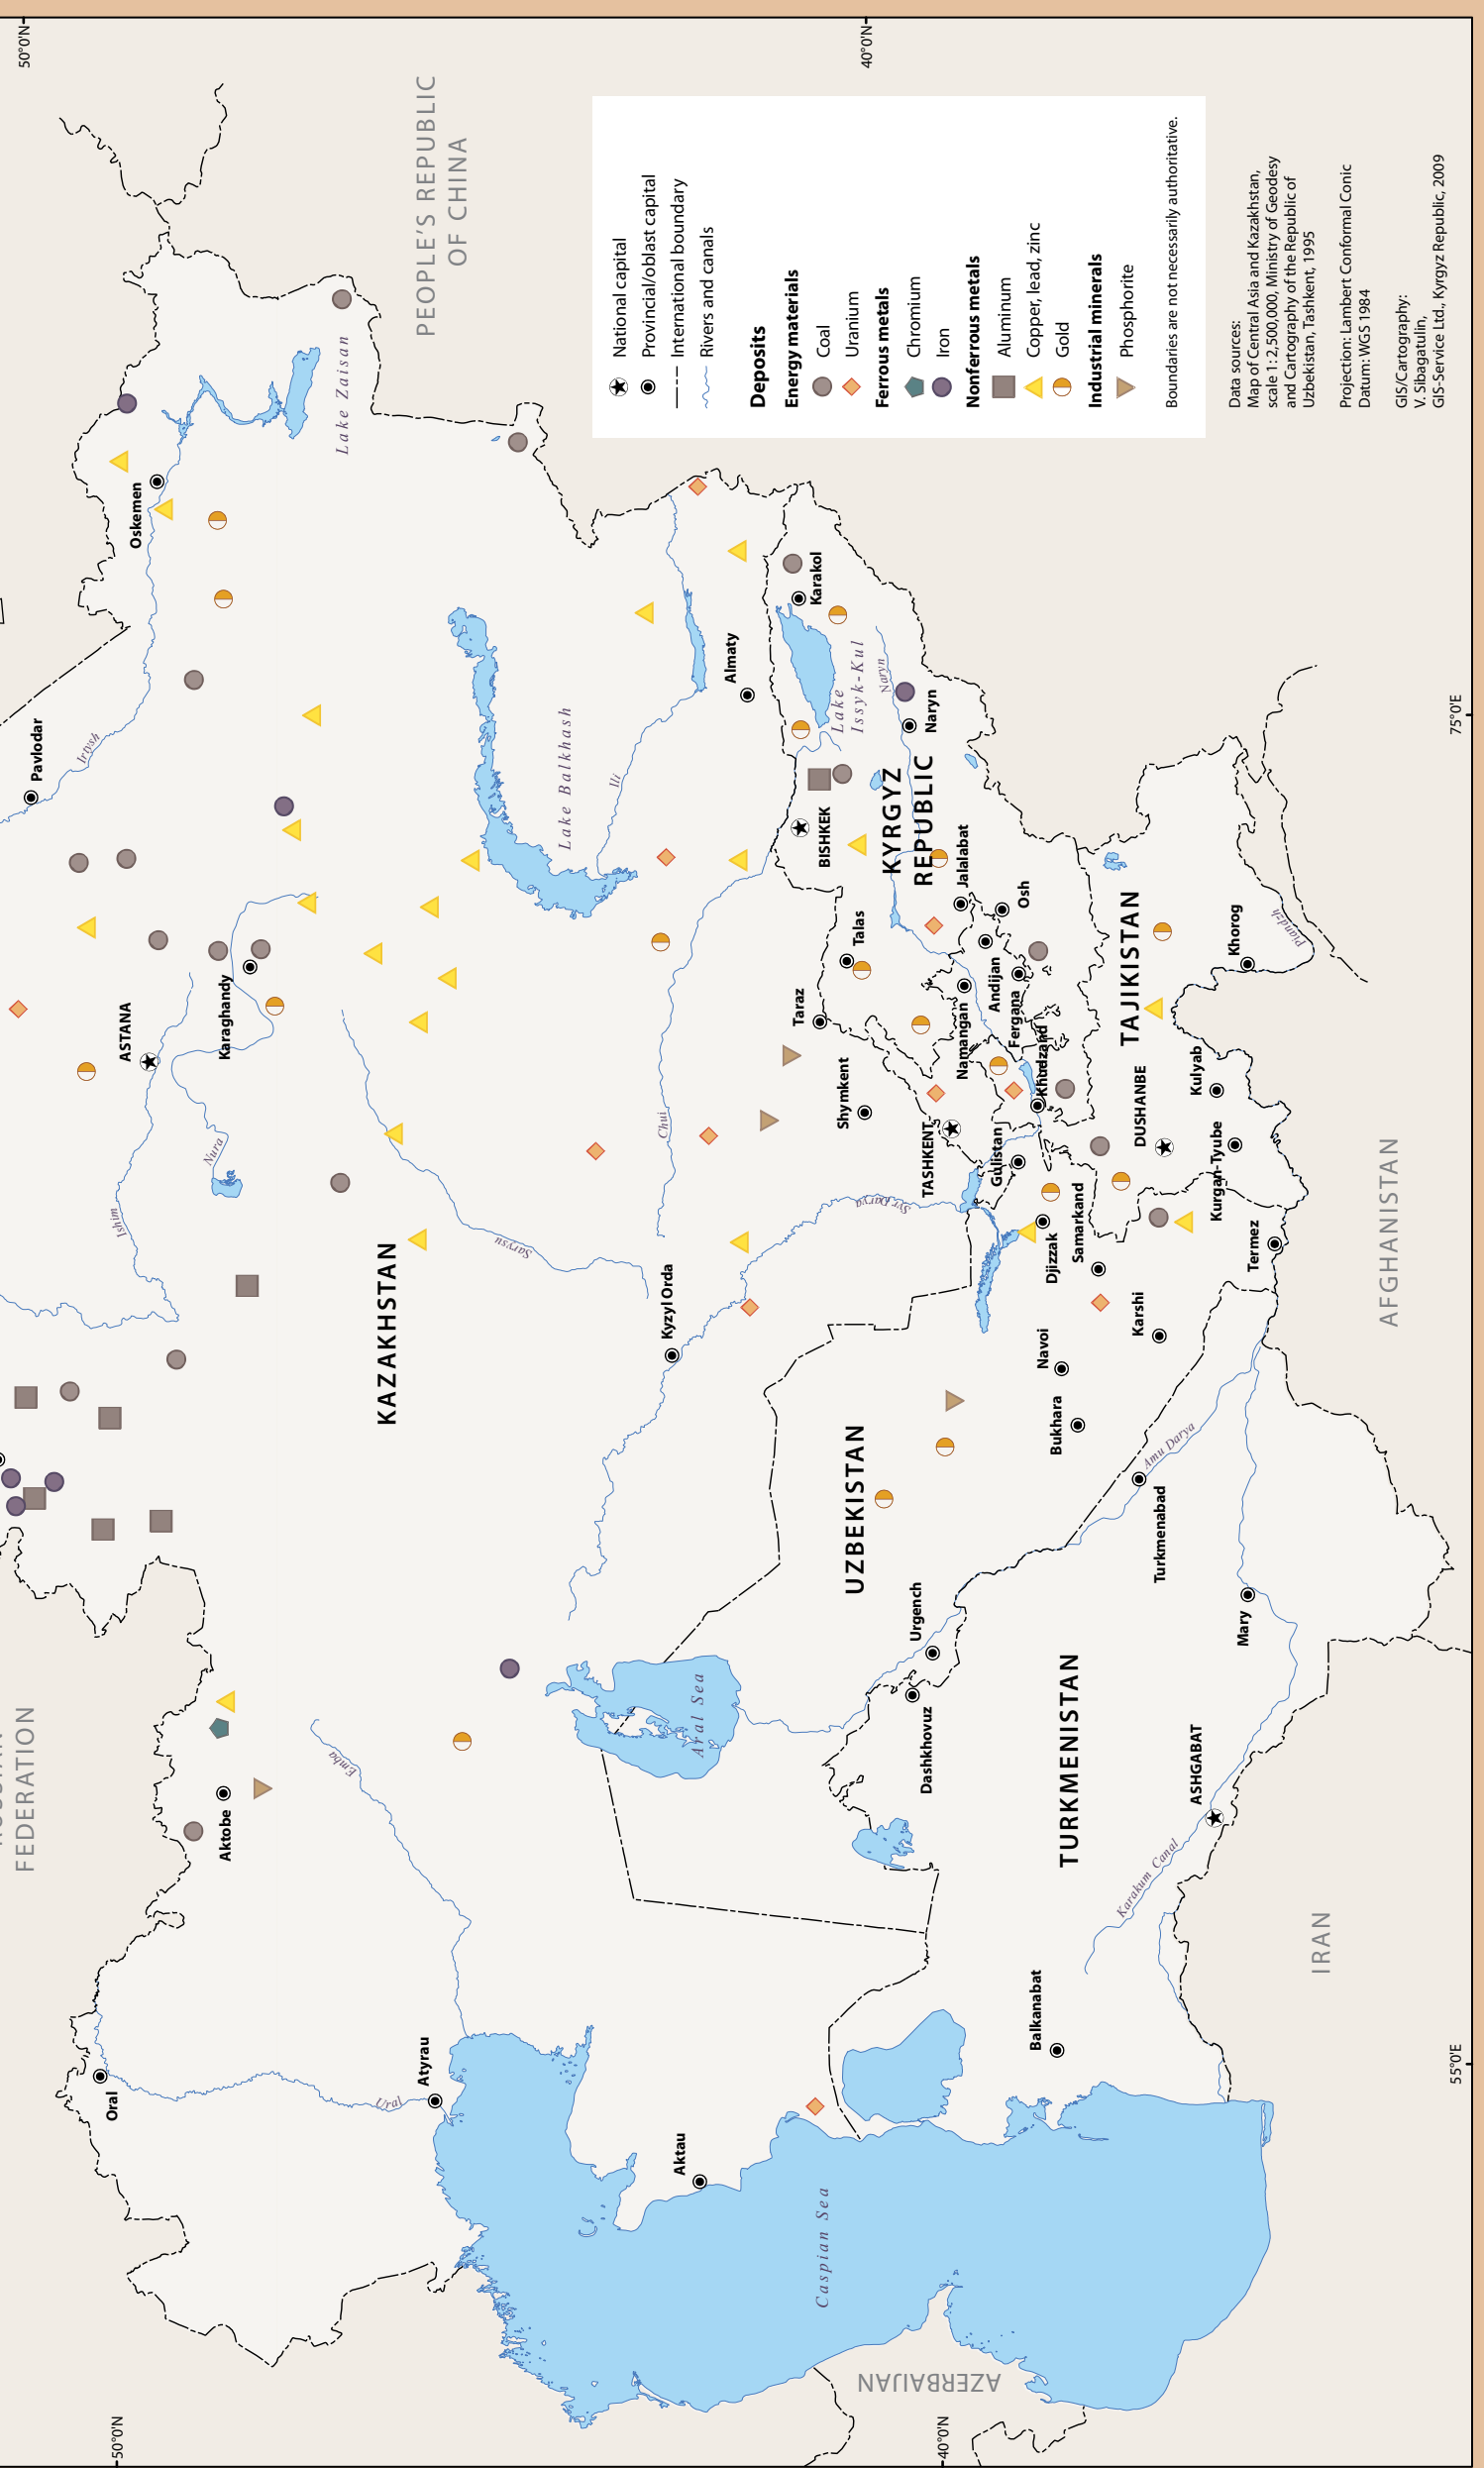 50°0'N
40°0'N
PEOPLE'S REPUBLIC
OF CHINA
FEDERATION
Pavlodar
Irtysh
Oskemen
Lake Zaisan
ASTANA
Karaghandy
Ishim
Nura
KAZAKHSTAN
Sarysu
Lake Balkhash
Ili
Almaty
Chui
Kyzyl Orda
Syr Darya
Shymkent
Taraz
Talas
BISHKEK
KYRGYZ
REPUBLIC
Karakol
Lake
Issyk-Kul
Naryn
Naryn
Jalalabat
Osh
Andijan
Namangan
Fergana
Khudzand
TASHKENT
Gulistan
Djizzak
Samarkand
Karshi
Navoi
Bukhara
UZBEKISTAN
Urgench
Termez
TAJIKISTAN
DUSHANBE
Kurgan-Tyube
Kulyab
Khorog
Piandzh
AFGHANISTAN
Amu Darya
Turkmenabad
Mary
Dashkhovuz
TURKMENISTAN
ASHGABAT
Karakum Canal
Balkanabat
IRAN
Aral Sea
Emba
Aktobe
Oral
Ural
Atyrau
Aktau
Caspian Sea
AZERBAIJAN
50°0'N
40°0'N
55°0'E
75°0'E
National capital
Provincial/oblast capital
International boundary
Rivers and canals
Deposits
Energy materials
Coal
Uranium
Ferrous metals
Chromium
Iron
Nonferrous metals
Aluminum
Copper, lead, zinc
Gold
Industrial minerals
Phosphorite
Boundaries are not necessarily authoritative.
Data sources:
Map of Central Asia and Kazakhstan,
scale 1:2,500,000, Ministry of Geodesy
and Cartography of the Republic of
Uzbekistan, Tashkent, 1995
Projection: Lambert Conformal Conic
Datum: WGS 1984
GIS/Cartography:
V. Sibagatulin,
GIS-Service Ltd., Kyrgyz Republic, 2009